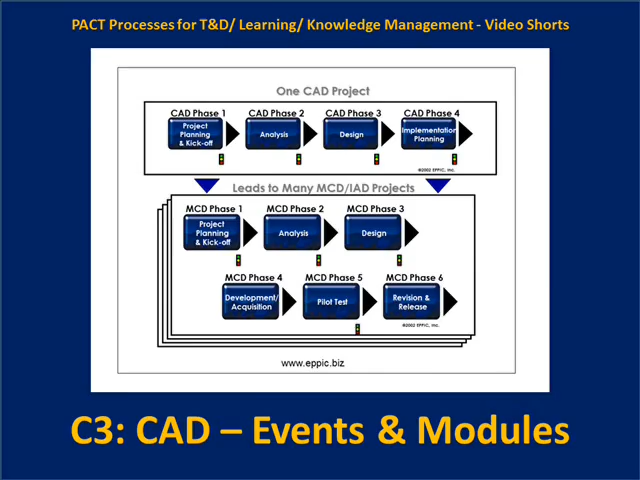 PACT Processes for T&D/ Learning/ Knowledge Management - Video Shorts
One CAD Project
CAD Phase 1
Project
Planning
& Kick-off
CAD Phase 2
Analysis
CAD Phase 3
Design
CAD Phase 4
Implementation
Planning
©2002 EPPIC, Inc.
Leads to Many MCD/IAD Projects
MCD Phase 1
Project
Planning
& Kick-off
MCD Phase 2
Analysis
MCD Phase 3
Design
MCD Phase 4
Development/
Acquisition
MCD Phase 5
Pilot Test
MCD Phase 6
Revision &
Release
©2002 EPPIC, Inc.
www.eppic.biz
C3: CAD – Events & Modules